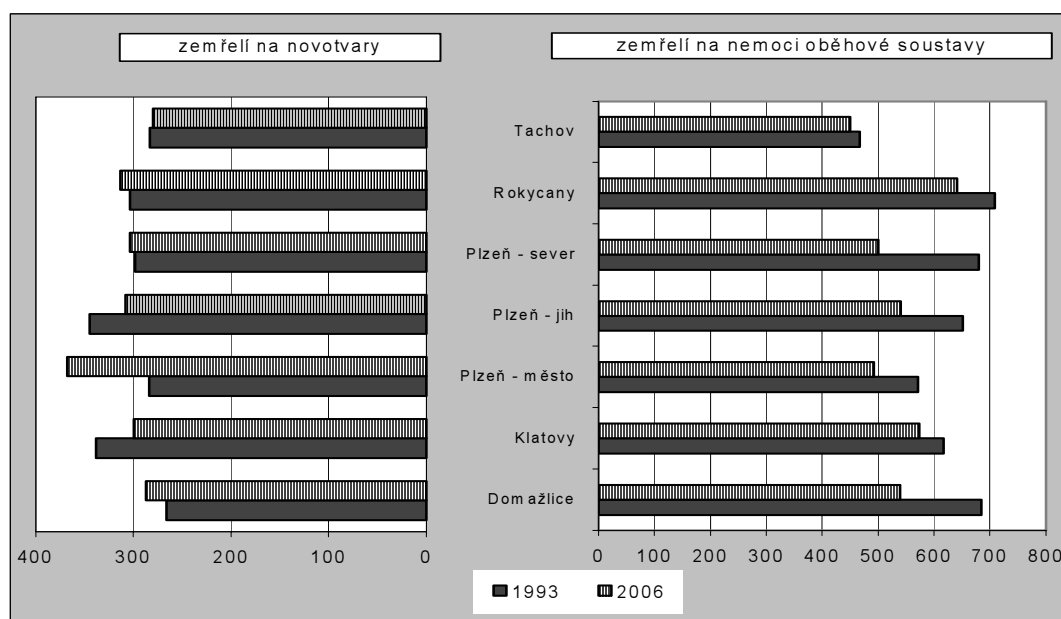 zemřelí na novotvary
zemřelí na nemoci oběhové soustavy
Tachov
Rokycany
Plzeň - sever
Plzeň - jih
Plzeň - město
Klatovy
Domažlice
400 300 200 100 0
0 100 200 300 400 500 600 700 800
1993 2006